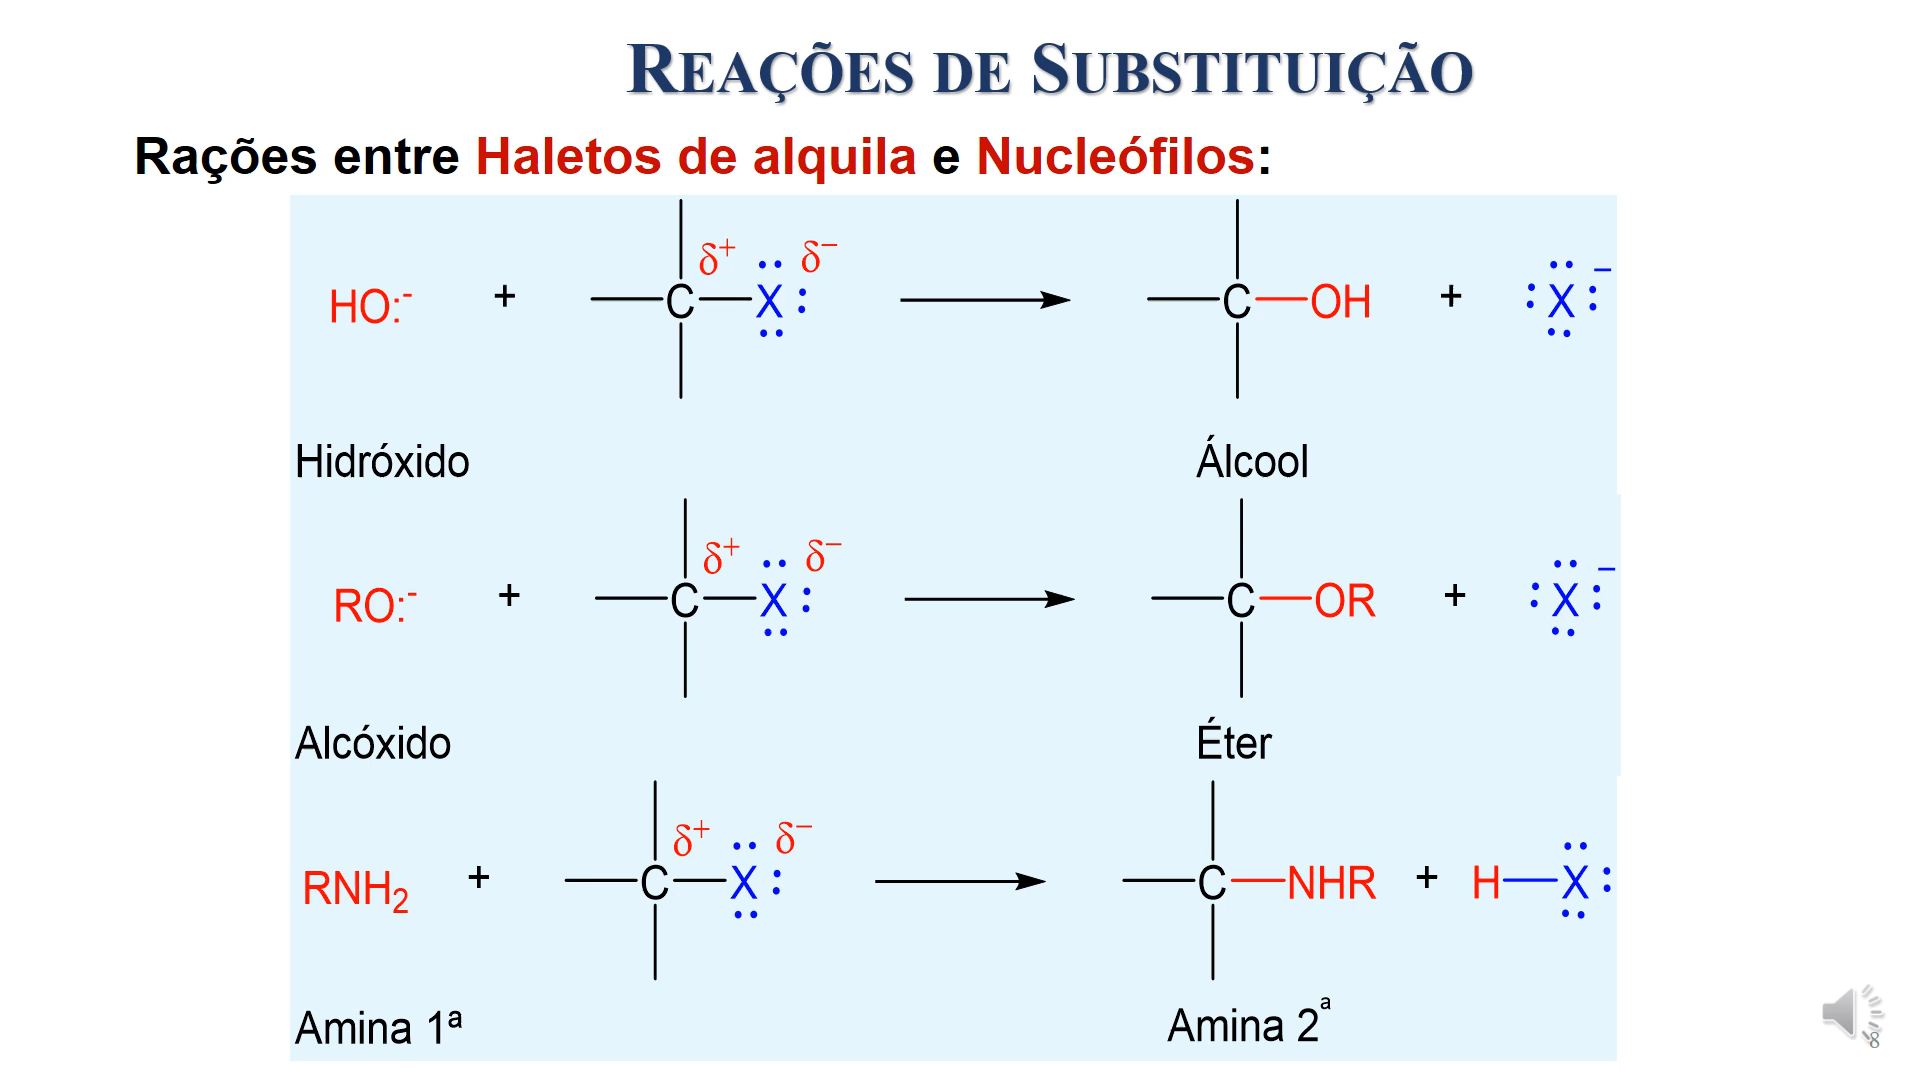 REAÇÕES DE SUBSTITUIÇÃO
Rações entre Haletos de alquila e Nucleófilos:
HO:⁻ + C δ⁺ X δ⁻ C OH + X⁻
Hidróxido Álcool
RO:⁻ + C δ⁺ X δ⁻ C OR + X⁻
Alcóxido Éter
RNH₂ + C δ⁺ X δ⁻ C NHR + H X
Amina 1ª Amina 2ª
8